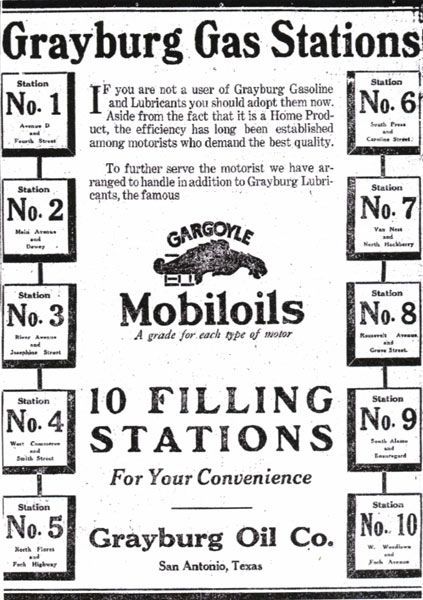 Grayburg Gas Stations
Station
No. 1
Avenue D
and
Fourth Street
Station
No. 2
Main Avenue
and
Dewey
Station
No. 3
River Avenue
and
Josephine Street
Station
No. 4
West Commerce
and
Smith Street
Station
No. 5
North Flores
and
Foch Highway
IF you are not a user of Grayburg Gasoline
and Lubricants you should adopt them now.
Aside from the fact that it is a Home Prod-
uct, the efficiency has long been established
among motorists who demand the best quality.
To further serve the motorist we have ar-
ranged to handle in addition to Grayburg Lubri-
cants, the famous
GARGOYLE
Mobiloils
A grade for each type of motor
10 FILLING
STATIONS
For Your Convenience
Grayburg Oil Co.
San Antonio, Texas
Station
No. 6
South Presa
and
Caroline Street
Station
No. 7
Van Ness
and
North Hackberry
Station
No. 8
Roosevelt Avenue
and
Grove Street.
Station
No. 9
South Alamo
and
Beauregard
Station
No. 10
W. Woodlawn
and
Foch Avenue